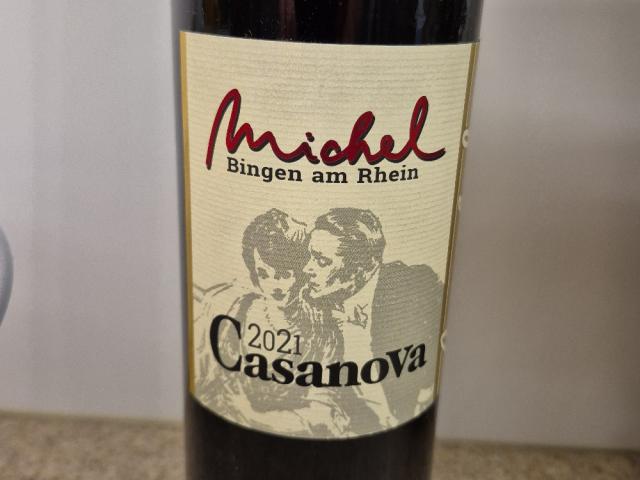 Michel
Bingen am Rhein
2021
Casanova